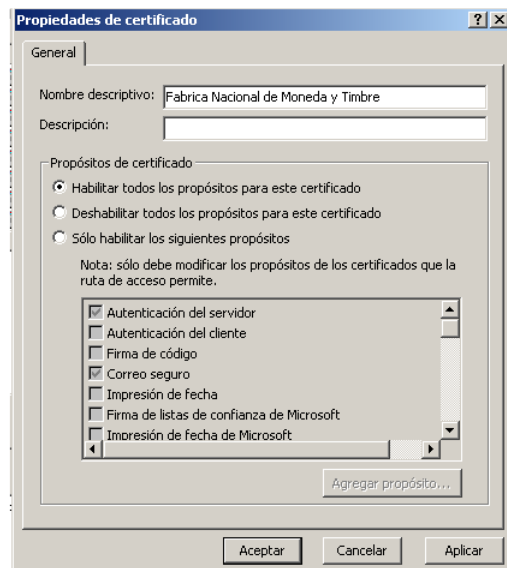 Propiedades de certificado
General
Nombre descriptivo: Fabrica Nacional de Moneda y Timbre
Descripción:
Propósitos de certificado
Habilitar todos los propósitos para este certificado
Deshabilitar todos los propósitos para este certificado
Sólo habilitar los siguientes propósitos
Nota: sólo debe modificar los propósitos de los certificados que la
ruta de acceso permite.
Autenticación del servidor
Autenticación del cliente
Firma de código
Correo seguro
Impresión de fecha
Firma de listas de confianza de Microsoft
Impresión de fecha de Microsoft
Agregar propósito...
Aceptar Cancelar Aplicar